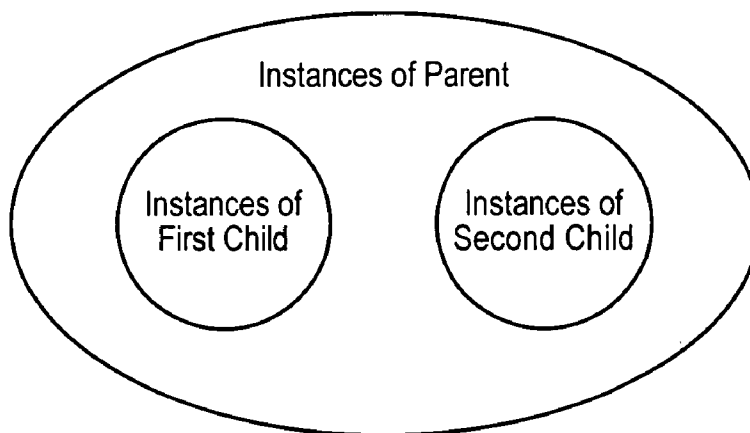 Instances of Parent
Instances of
First Child
Instances of
Second Child